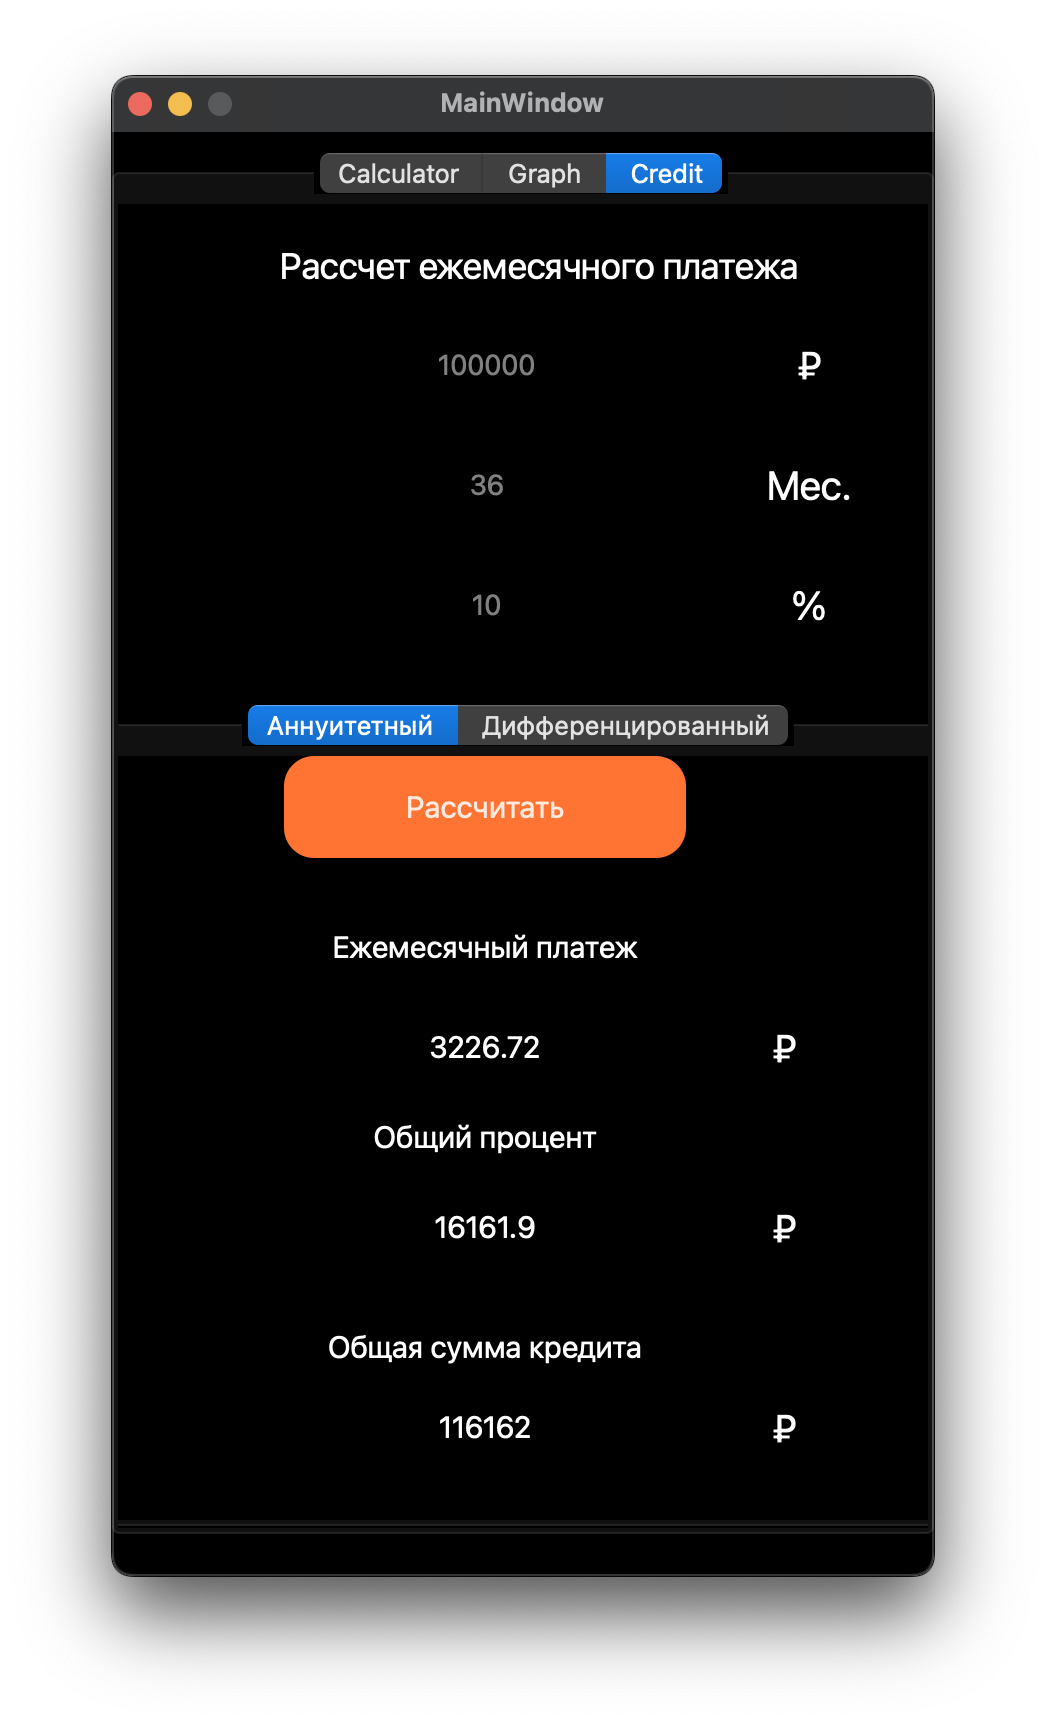 MainWindow
Calculator Graph Credit
Рассчет ежемесячного платежа
100000 ₽
36 Мес.
10 %
Аннуитетный Дифференцированный
Рассчитать
Ежемесячный платеж
3226.72 ₽
Общий процент
16161.9 ₽
Общая сумма кредита
116162 ₽